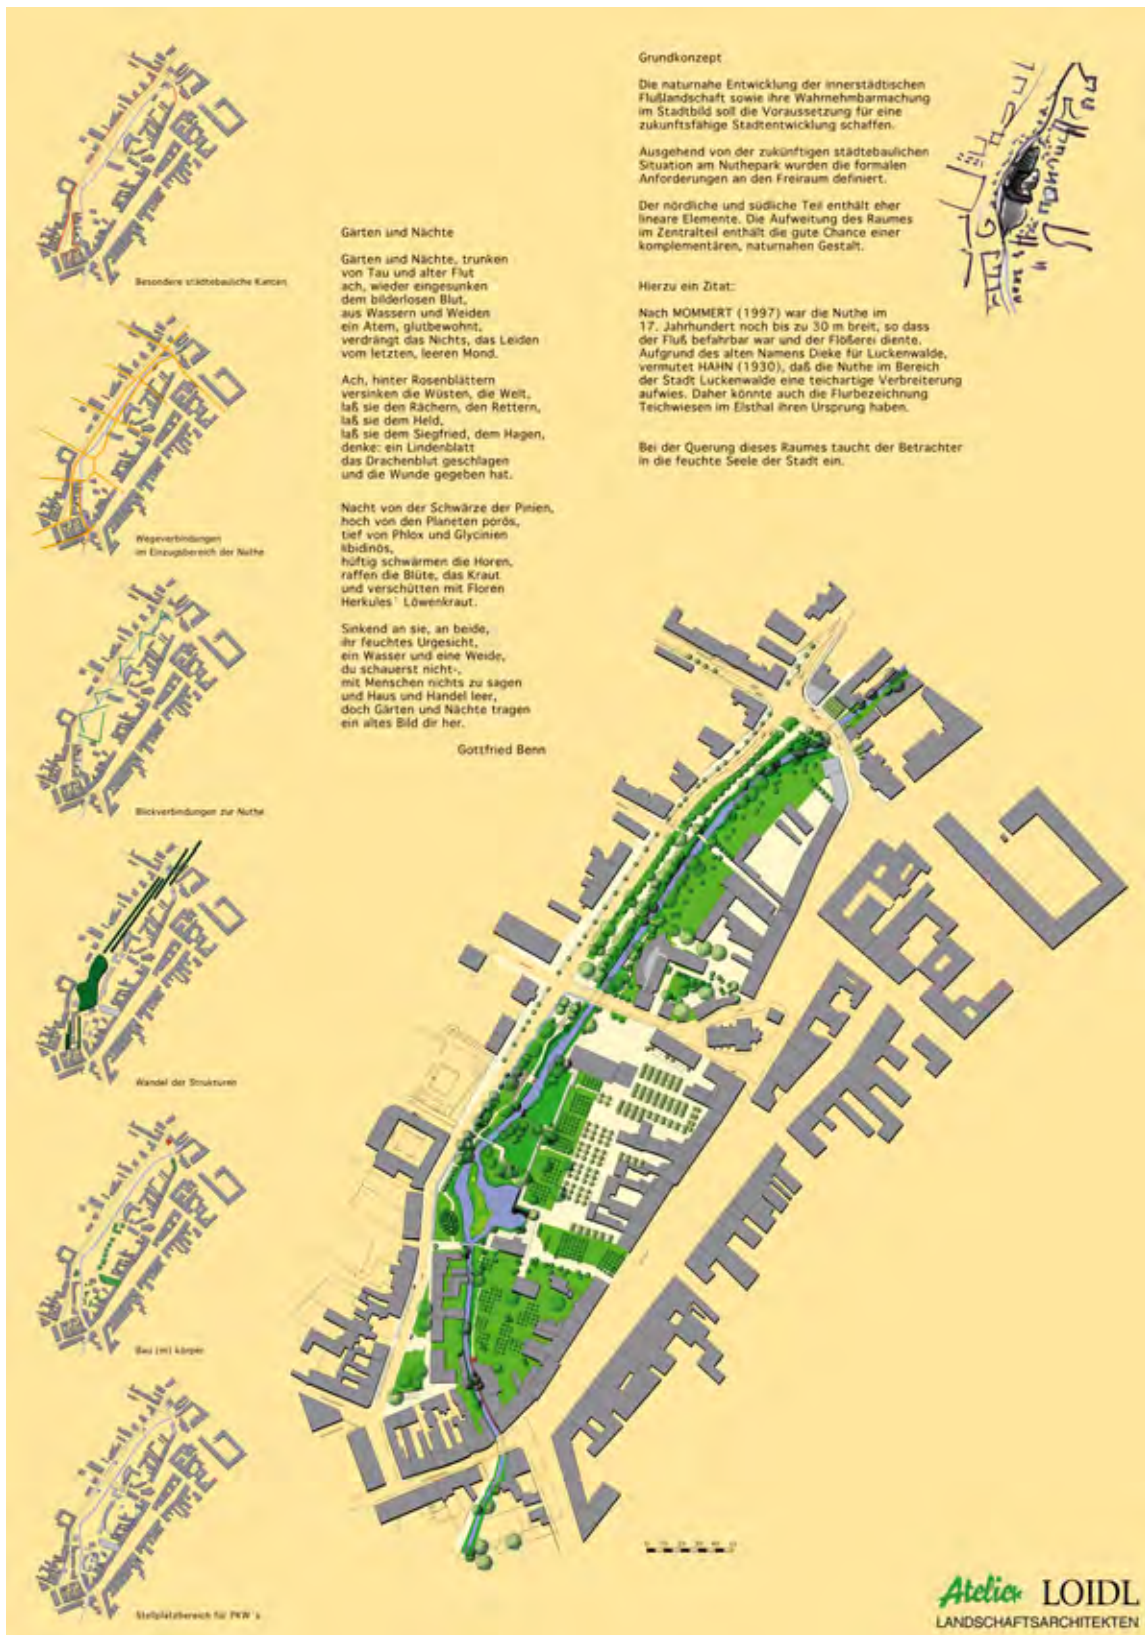 Besondere städtebauliche Kanten
Wegeverbindungen
im Einzugsbereich der Nuthe
Blickverbindungen zur Nuthe
Wandel der Strukturen
Bau (m) körper
Stellplatzbereich für PKW´s
Gärten und Nächte
Gärten und Nächte, trunken
von Tau und alter Flut
ach, wieder eingesunken
dem bilderlosen Blut,
aus Wassern und Weiden
ein Atem, glutbewohnt,
verdrängt das Nichts, das Leiden
vom letzten, leeren Mond.
Ach, hinter Rosenblättern
versinken die Wüsten, die Welt,
laß sie den Rächern, den Rettern,
laß sie dem Held,
laß sie dem Siegfried, dem Hagen,
denke: ein Lindenblatt
das Drachenblut geschlagen
und die Wunde gegeben hat.
Nacht von der Schwärze der Pinien,
hoch von den Planeten porös,
tief von Phlox und Glycinien
libidinös,
hüftig schwärmen die Horen,
raffen die Blüte, das Kraut
und verschütten mit Floren
Herkules´ Löwenkraut.
Sinkend an sie, an beide,
ihr feuchtes Urgesicht,
ein Wasser und eine Weide,
du schauerst nicht-,
mit Menschen nichts zu sagen
und Haus und Handel leer,
doch Gärten und Nächte tragen
ein altes Bild dir her.
Gottfried Benn
Grundkonzept
Die naturnahe Entwicklung der innerstädtischen
Flußlandschaft sowie ihre Wahrnehmbarmachung
im Stadtbild soll die Voraussetzung für eine
zukunftsfähige Stadtentwicklung schaffen.
Ausgehend von der zukünftigen städtebaulichen
Situation am Nuthepark wurden die formalen
Anforderungen an den Freiraum definiert.
Der nördliche und südliche Teil enthält eher
lineare Elemente. Die Aufweitung des Raumes
im Zentralteil enthält die gute Chance einer
komplementären, naturnahen Gestalt.
Hierzu ein Zitat:
Nach MOMMERT (1997) war die Nuthe im
17. Jahrhundert noch bis zu 30 m breit, so dass
der Fluß befahrbar war und der Flößerei diente.
Aufgrund des alten Namens Dieke für Luckenwalde,
vermutet HAHN (1930), daß die Nuthe im Bereich
der Stadt Luckenwalde eine teichartige Verbreiterung
aufwies. Daher könnte auch die Flurbezeichnung
Teichwiesen im Elsthal ihren Ursprung haben.
Bei der Querung dieses Raumes taucht der Betrachter
in die feuchte Seele der Stadt ein.
Atelier LOIDL
LANDSCHAFTSARCHITEKTEN